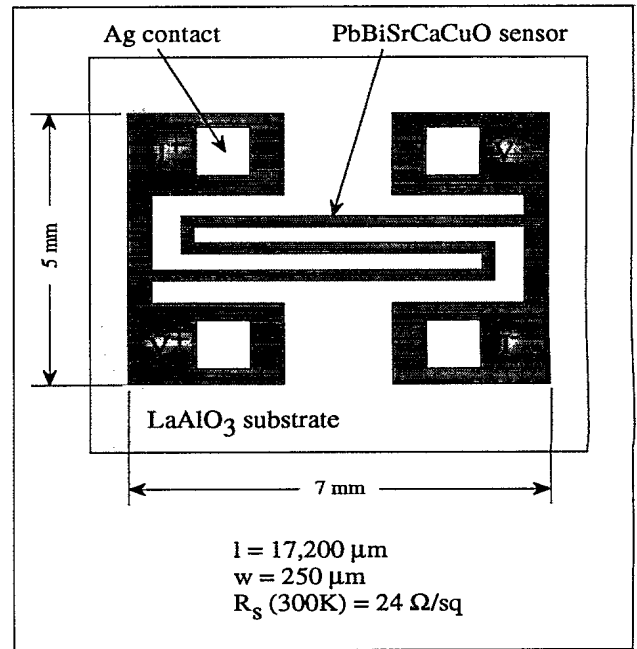 Ag contact
PbBiSrCaCuO sensor
I
V
5 mm
V
I
LaAlO₃ substrate
7 mm
l = 17,200 µm
w = 250 µm
Rₛ (300K) = 24 Ω/sq